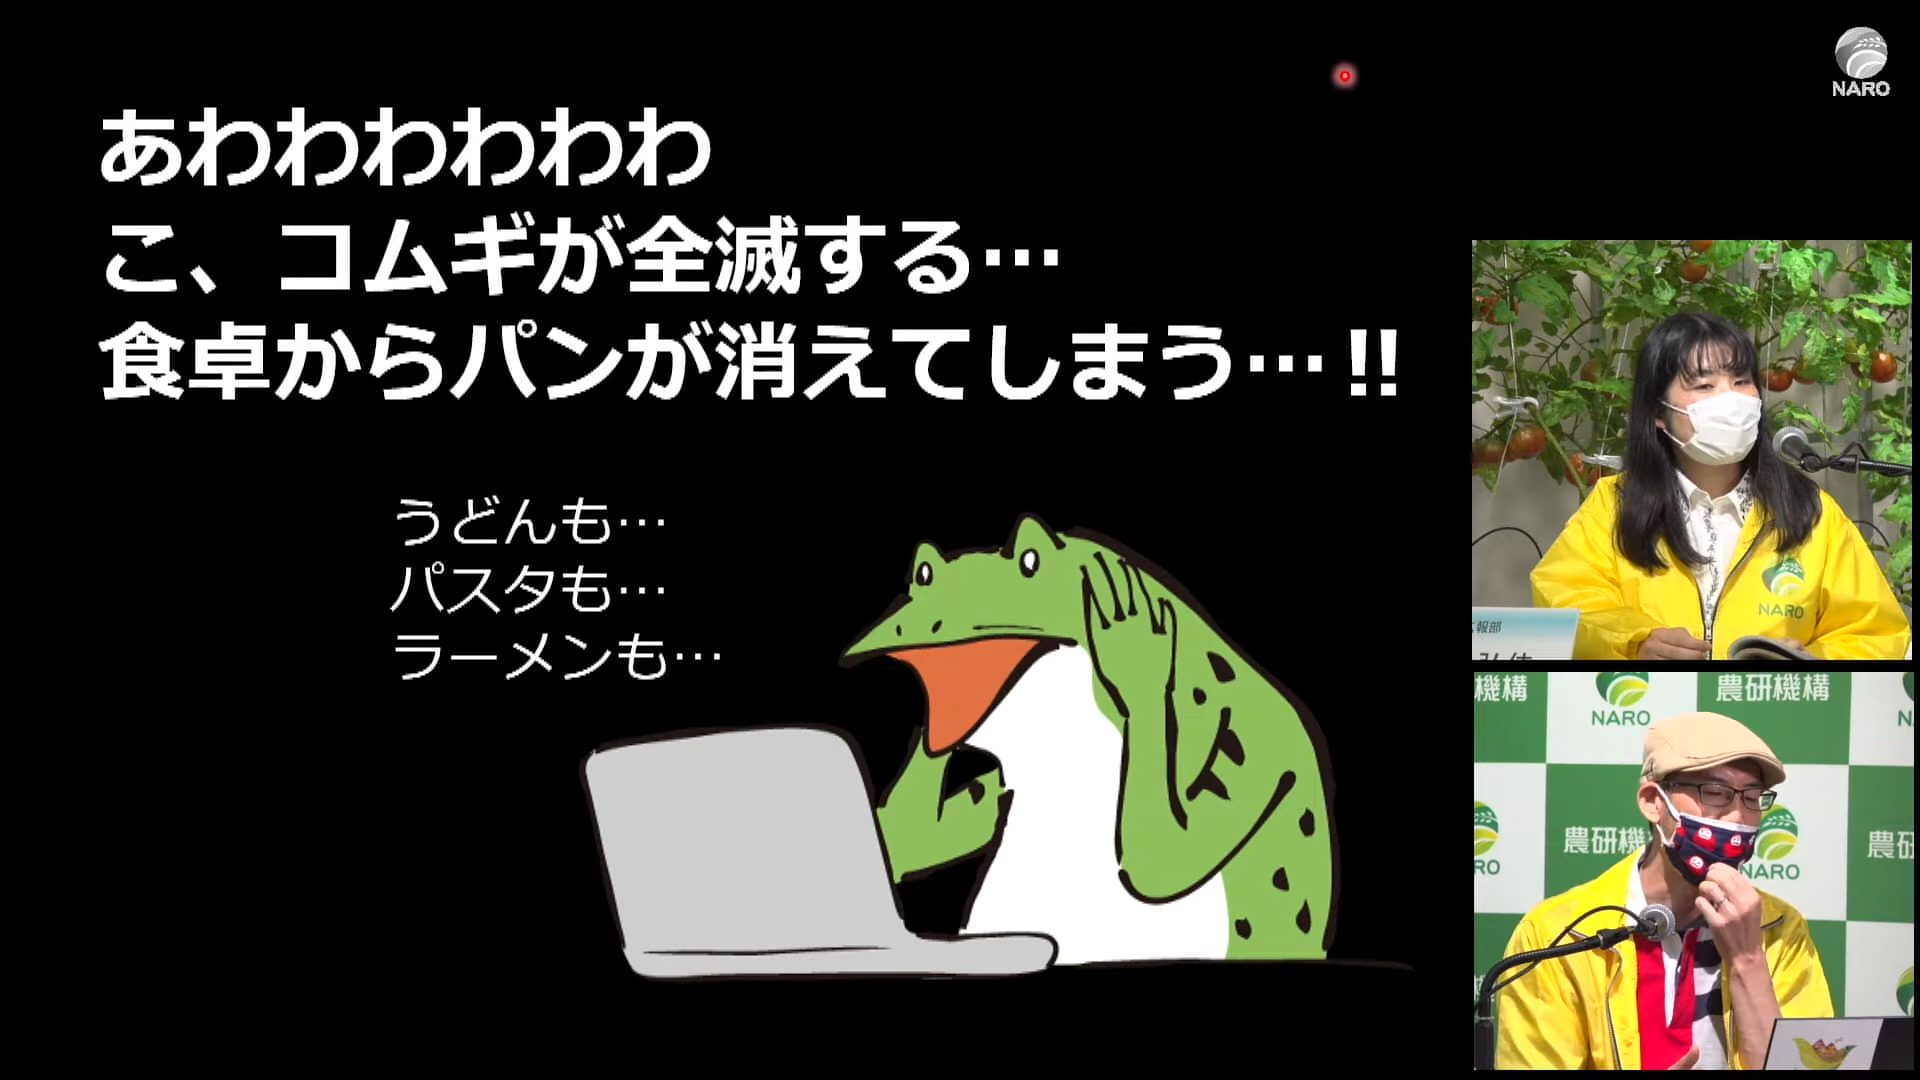 NARO
あわわわわわわ
こ、コムギが全滅する…
食卓からパンが消えてしまう…!!
うどんも…
パスタも…
ラーメンも…
NARO
報部
機構
NARO
農研機構
農研機
NARO
農研